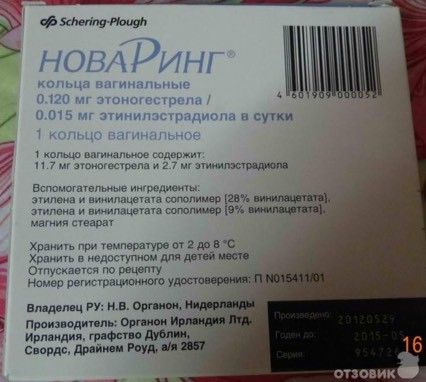 Schering-Plough
НОВАРИНГ®
кольца вагинальные
0.120 мг этоногестрела /
0.015 мг этинилэстрадиола в сутки
1 кольцо вагинальное
4 601909 000052
1 кольцо вагинальное содержит:
11.7 мг этоногестрела и 2.7 мг этинилэстрадиола
Вспомогательные ингредиенты:
этилена и винилацетата сополимер [28% винилацетата],
этилена и винилацетата сополимер [9% винилацетата],
магния стеарат
Хранить при температуре от 2 до 8 °C
Хранить в недоступном для детей месте
Отпускается по рецепту
Номер регистрационного удостоверения: П N015411/01
Владелец РУ: Н.В. Органон, Нидерланды
Производитель: Органон Ирландия Лтд.
Ирландия, графство Дублин,
Свордс, Драйнем Роуд, а/я 2857
Произведено: 20120529
Годен до: 2015-05
Серия: 95472
16
отзовик